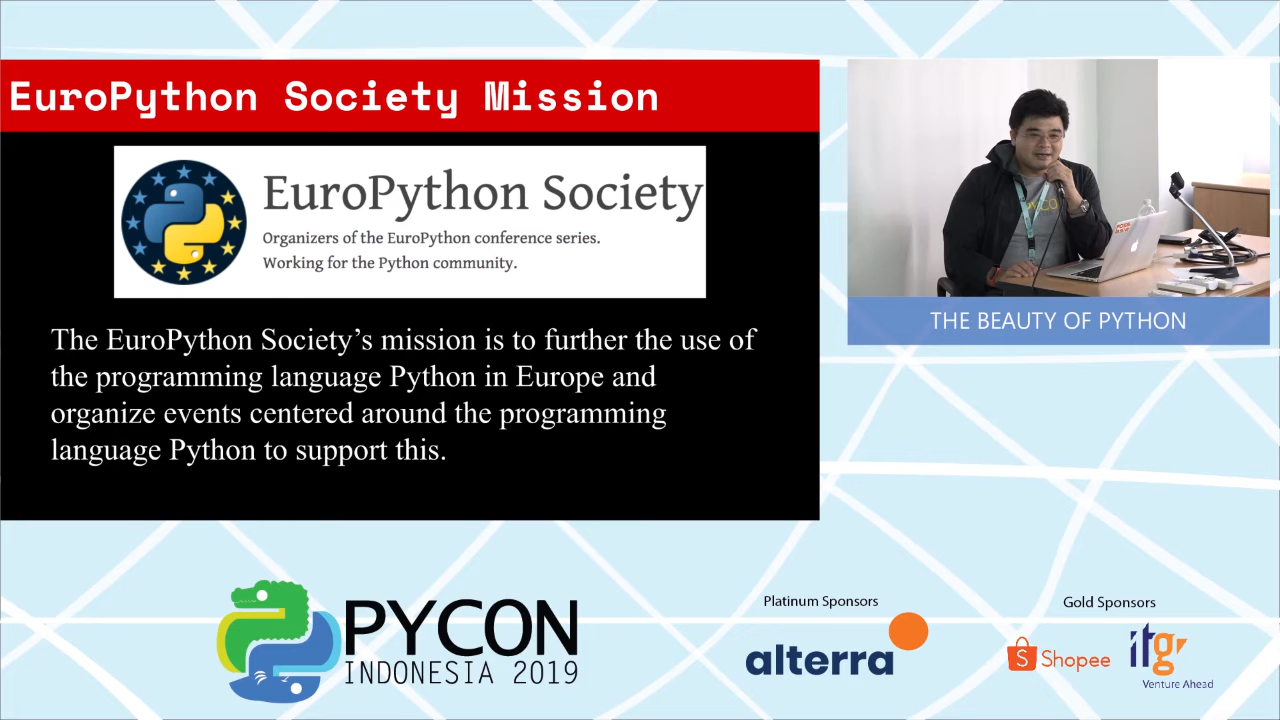 EuroPython Society Mission
EuroPython Society
Organizers of the EuroPython conference series.
Working for the Python community.
The EuroPython Society’s mission is to further the use of
the programming language Python in Europe and
organize events centered around the programming
language Python to support this.
PYCO
THE BEAUTY OF PYTHON
PYCON
INDONESIA 2019
Platinum Sponsors
alterra
Gold Sponsors
S Shopee
itg
Venture Ahead